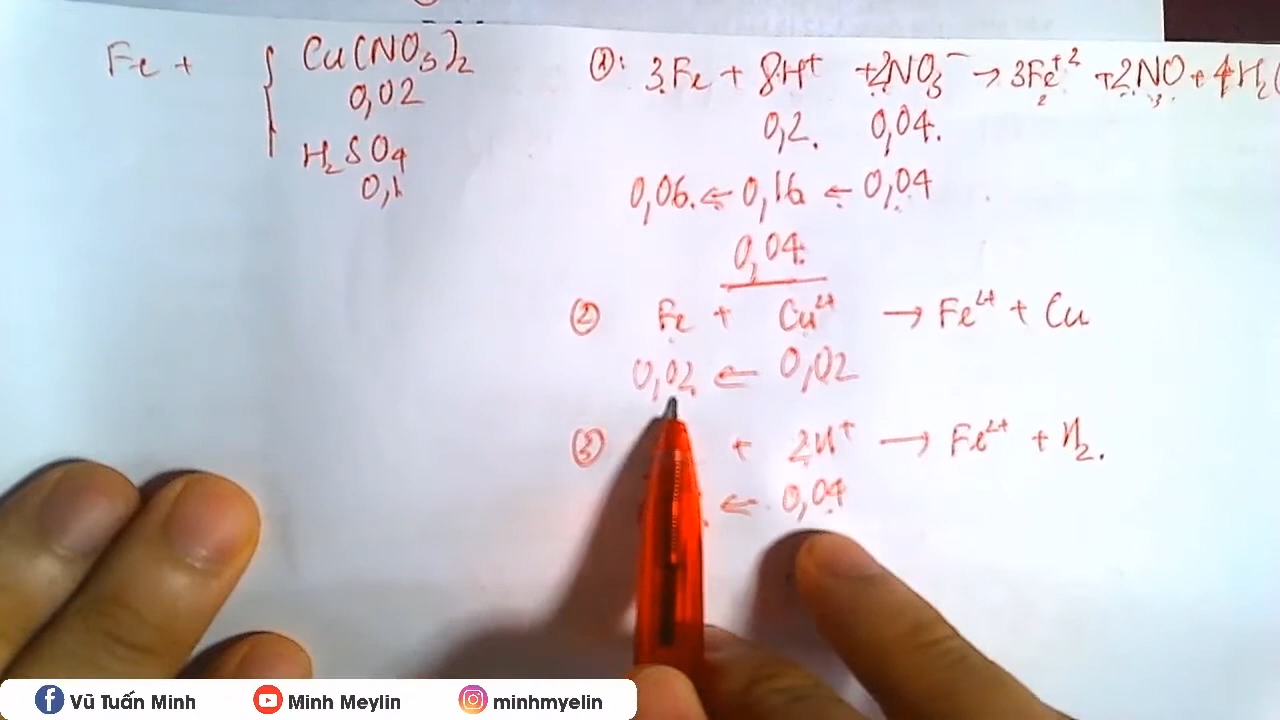 Fe + { Cu(NO3)2
0,02
H2SO4
0,1
①: 3Fe + 8H+ + 2NO3- → 3Fe+2 + 2NO + 4H2
2 3
0,2. 0,04.
0,06. ← 0,16 ← 0,04
0,04.
② Fe + Cu2+ → Fe2+ + Cu
0,02 ← 0,02
③ + 2H+ → Fe2+ + H2.
← 0,04
Vũ Tuấn Minh
Minh Meylin
minhmyelin